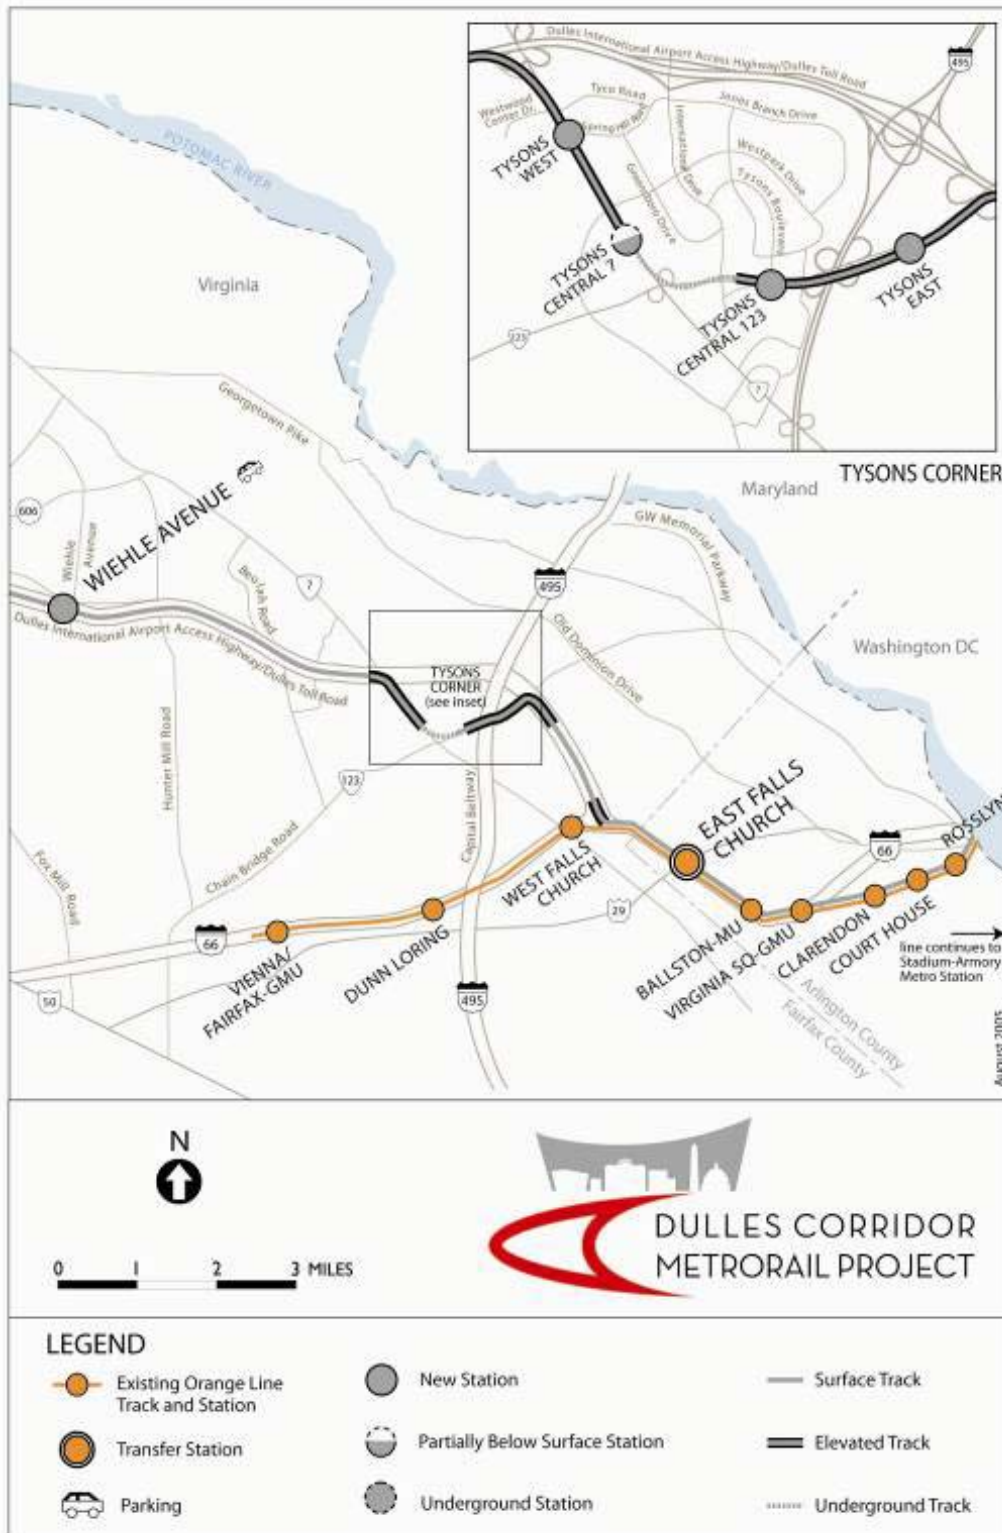 Dulles International Airport Access Highway/Dulles Toll Road
495
Tyco Road
Jones Branch Drive
Westwood
Center Dr.
International Drive
TYSONS
WEST
Westpark Drive
Tysons Boulevard
Greensboro Drive
TYSONS
CENTRAL 7
TYSONS
EAST
TYSONS
CENTRAL 123
123
7
TYSONS CORNER
POTOMAC RIVER
Virginia
Maryland
Georgetown Pike
GW Memorial Parkway
606
Wiehle
Avenue
WIEHLE AVENUE
7
495
Beulah Road
Old Dominion Drive
Washington DC
Dulles International Airport Access Highway/Dulles Toll Road
TYSONS
CORNER
(see inset)
Hunter Mill Road
123
Capital Beltway
Chain Bridge Road
EAST FALLS
CHURCH
ROSSLYN
66
WEST FALLS
CHURCH
Fox Mill Road
29
66
VIENNA/
FAIRFAX-GMU
DUNN LORING
BALLSTON-MU
VIRGINIA SQ-GMU
CLARENDON
COURT HOUSE
line continues to
Stadium-Armory
Metro Station
50
495
Arlington County
Fairfax County
August 2005
N
0 1 2 3 MILES
DULLES CORRIDOR
METRORAIL PROJECT
LEGEND
Existing Orange Line
Track and Station
Transfer Station
Parking
New Station
Partially Below Surface Station
Underground Station
Surface Track
Elevated Track
Underground Track